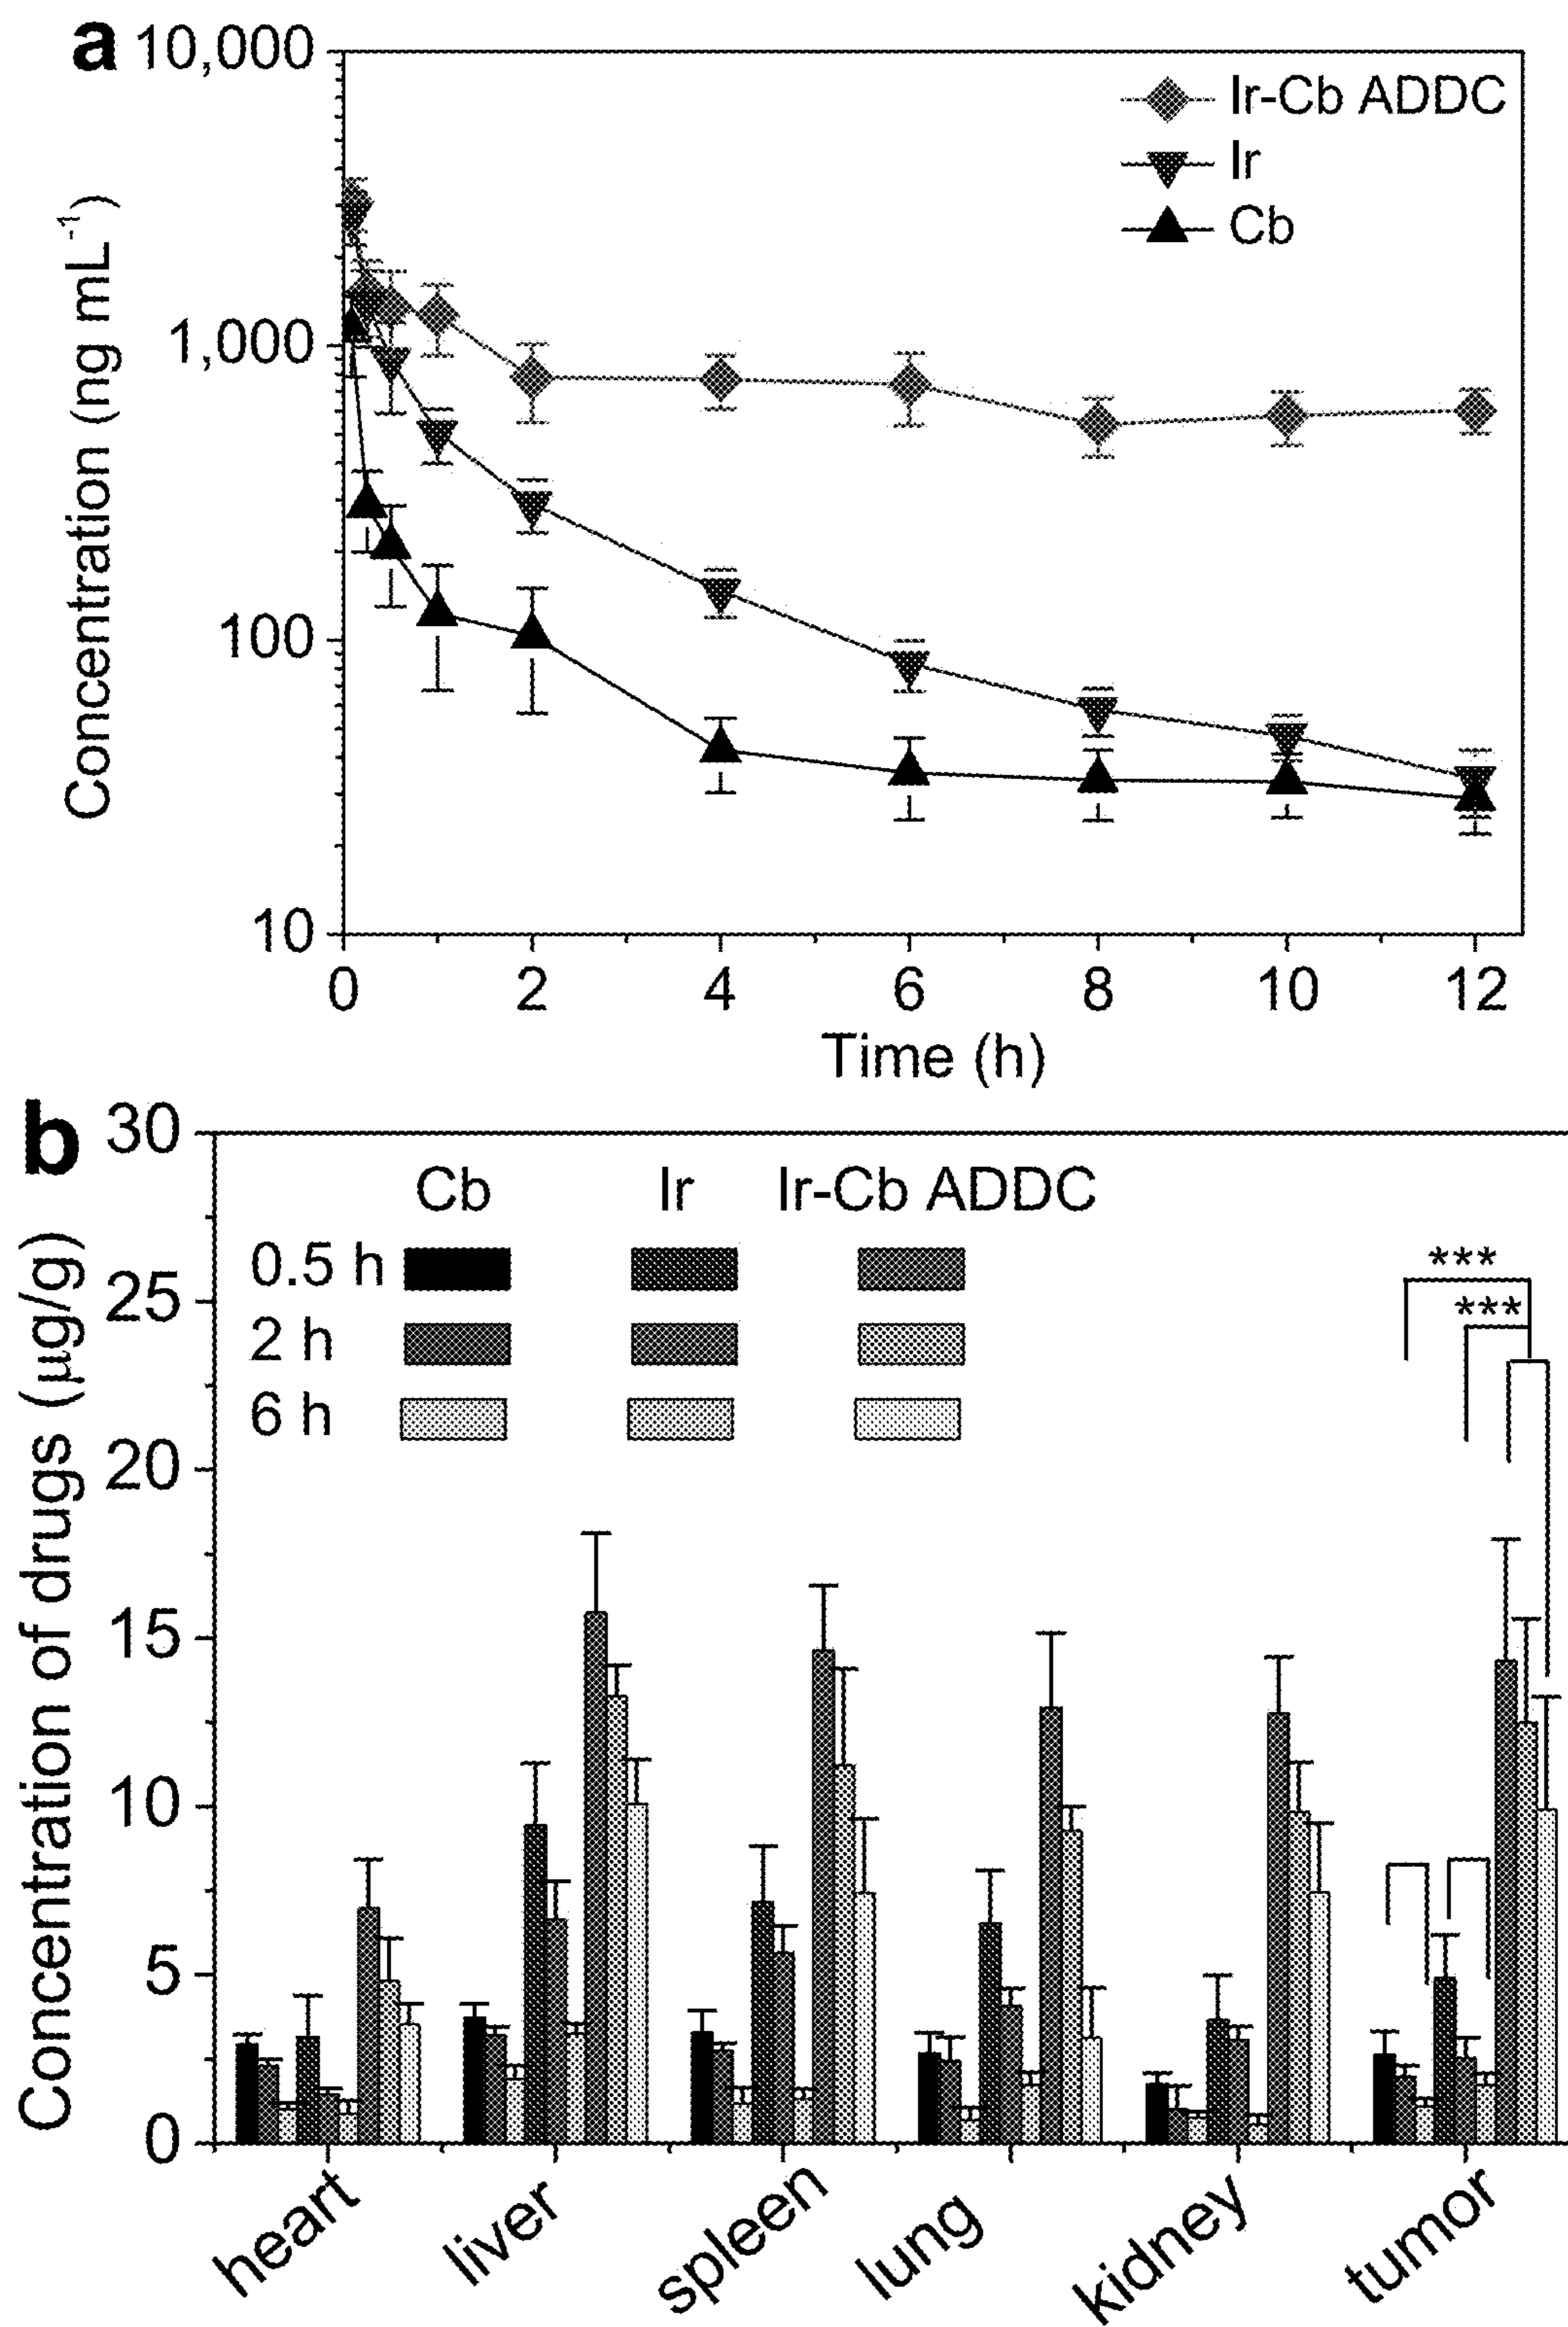 a
10,000
1,000
100
10
Concentration (ng mL⁻¹)
Ir-Cb ADDC
Ir
Cb
0 2 4 6 8 10 12
Time (h)
b
30
25
20
15
10
5
0
Concentration of drugs (µg/g)
Cb Ir Ir-Cb ADDC
0.5 h
2 h
6 h
***
***
heart liver spleen lung kidney tumor